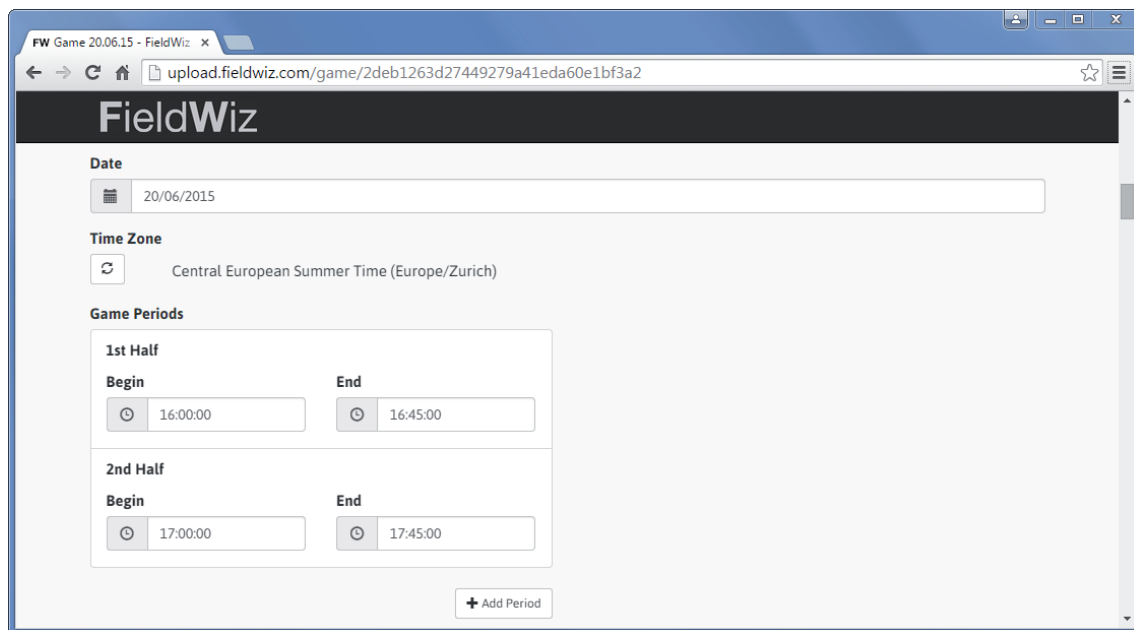 FW Game 20.06.15 - FieldWiz
upload.fieldwiz.com/game/2deb1263d27449279a41eda60e1bf3a2
FieldWiz
Date
20/06/2015
Time Zone
Central European Summer Time (Europe/Zurich)
Game Periods
1st Half
Begin End
16:00:00 16:45:00
2nd Half
Begin End
17:00:00 17:45:00
Add Period